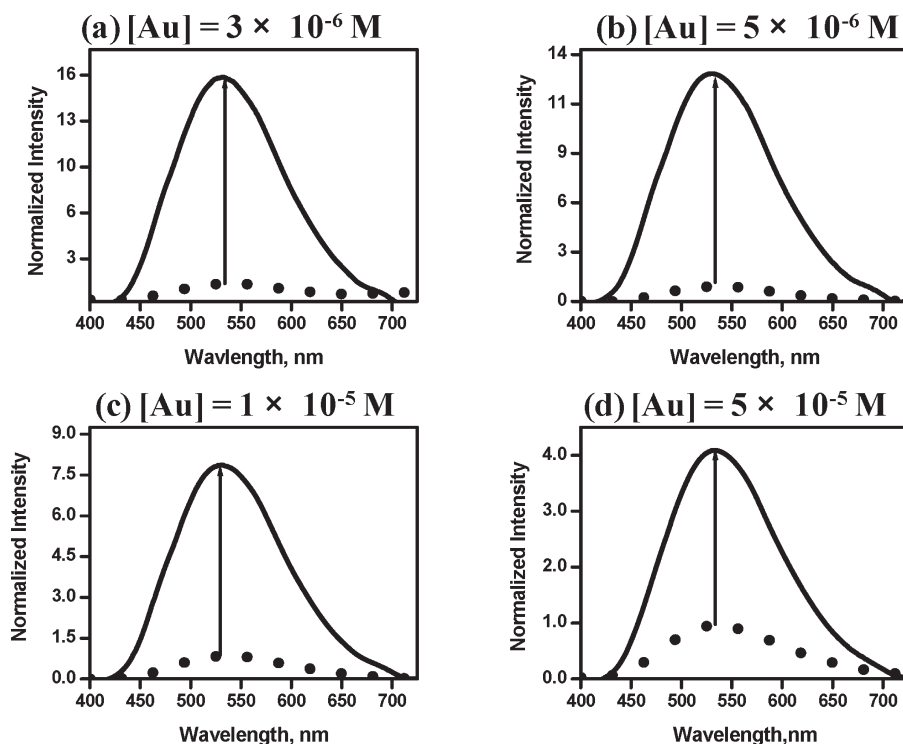 (a) [Au] = 3 × 10⁻⁶ M
(b) [Au] = 5 × 10⁻⁶ M
16
13
10
6
3
Normalized Intensity
400 450 500 550 600 650 700
Wavlength, nm
14
11
9
6
3
0
Normalized Intensity
400 450 500 550 600 650 700
Wavelength, nm
(c) [Au] = 1 × 10⁻⁵ M
(d) [Au] = 5 × 10⁻⁵ M
9.0
7.5
6.0
4.5
3.0
1.5
0.0
Normalized Intensity
400 450 500 550 600 650 700
Wavelength, nm
4.0
3.0
2.0
1.0
0.0
Normalized Intensity
400 450 500 550 600 650 700
Wavelength,nm